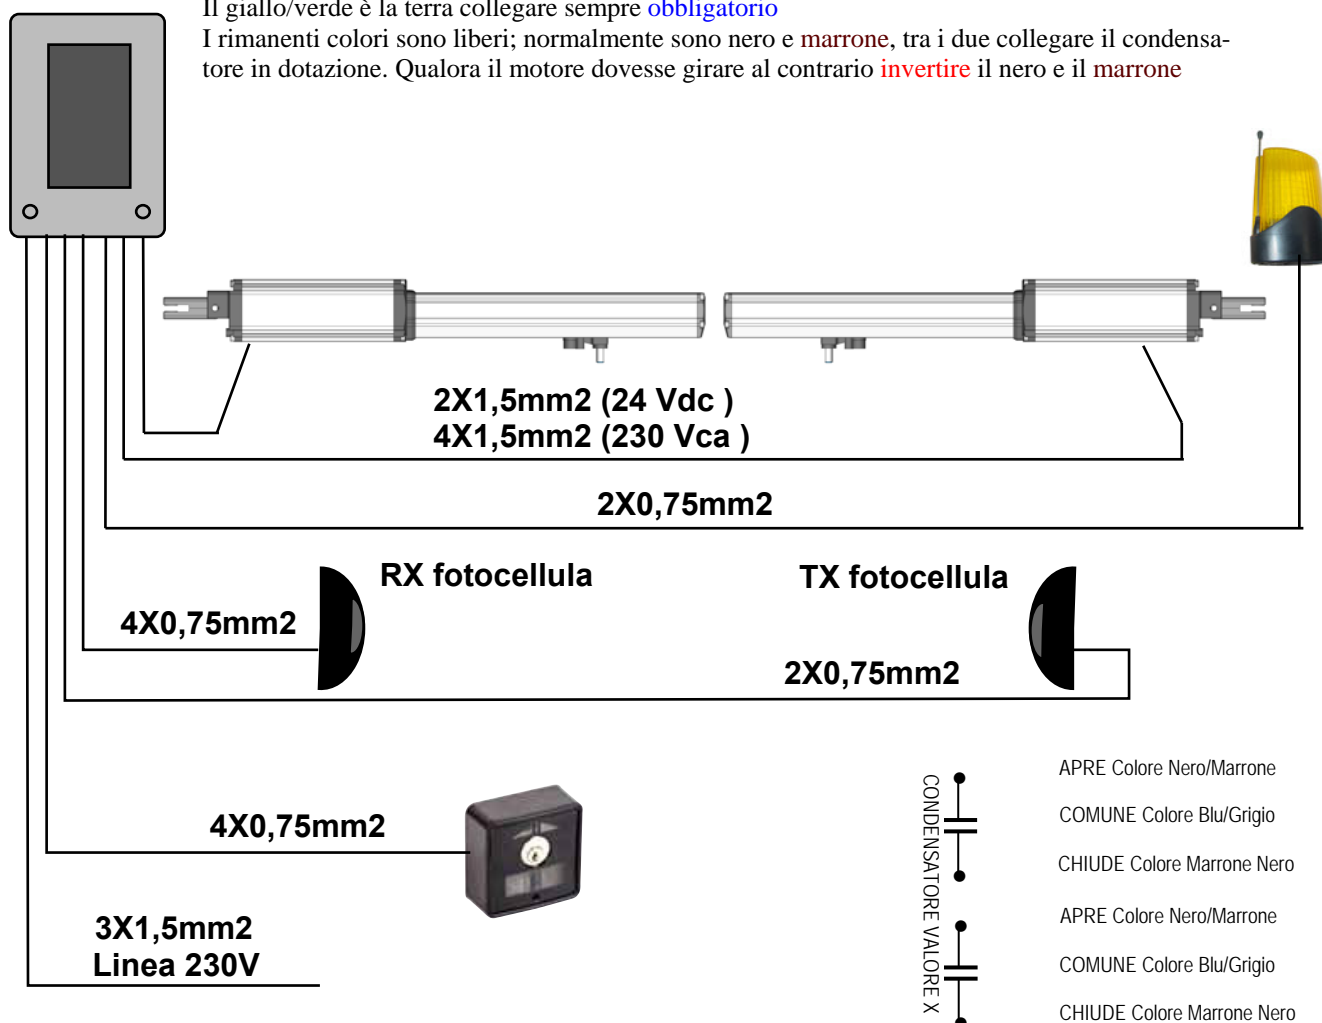 Il giallo/verde è la terra collegare sempre obbligatorio
I rimanenti colori sono liberi; normalmente sono nero e marrone, tra i due collegare il condensa-
tore in dotazione. Qualora il motore dovesse girare al contrario invertire il nero e il marrone
2X1,5mm2 (24 Vdc )
4X1,5mm2 (230 Vca )
2X0,75mm2
RX fotocellula
TX fotocellula
4X0,75mm2
2X0,75mm2
4X0,75mm2
3X1,5mm2
Linea 230V
CONDENSATORE VALORE X
APRE Colore Nero/Marrone
COMUNE Colore Blu/Grigio
CHIUDE Colore Marrone Nero
APRE Colore Nero/Marrone
COMUNE Colore Blu/Grigio
CHIUDE Colore Marrone Nero